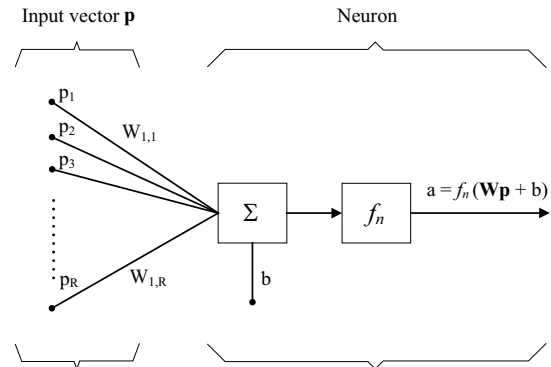 Input vector p
Neuron
p1
W1,1
p2
p3
Σ
fn
a = fn (Wp + b)
pR
W1,R
b